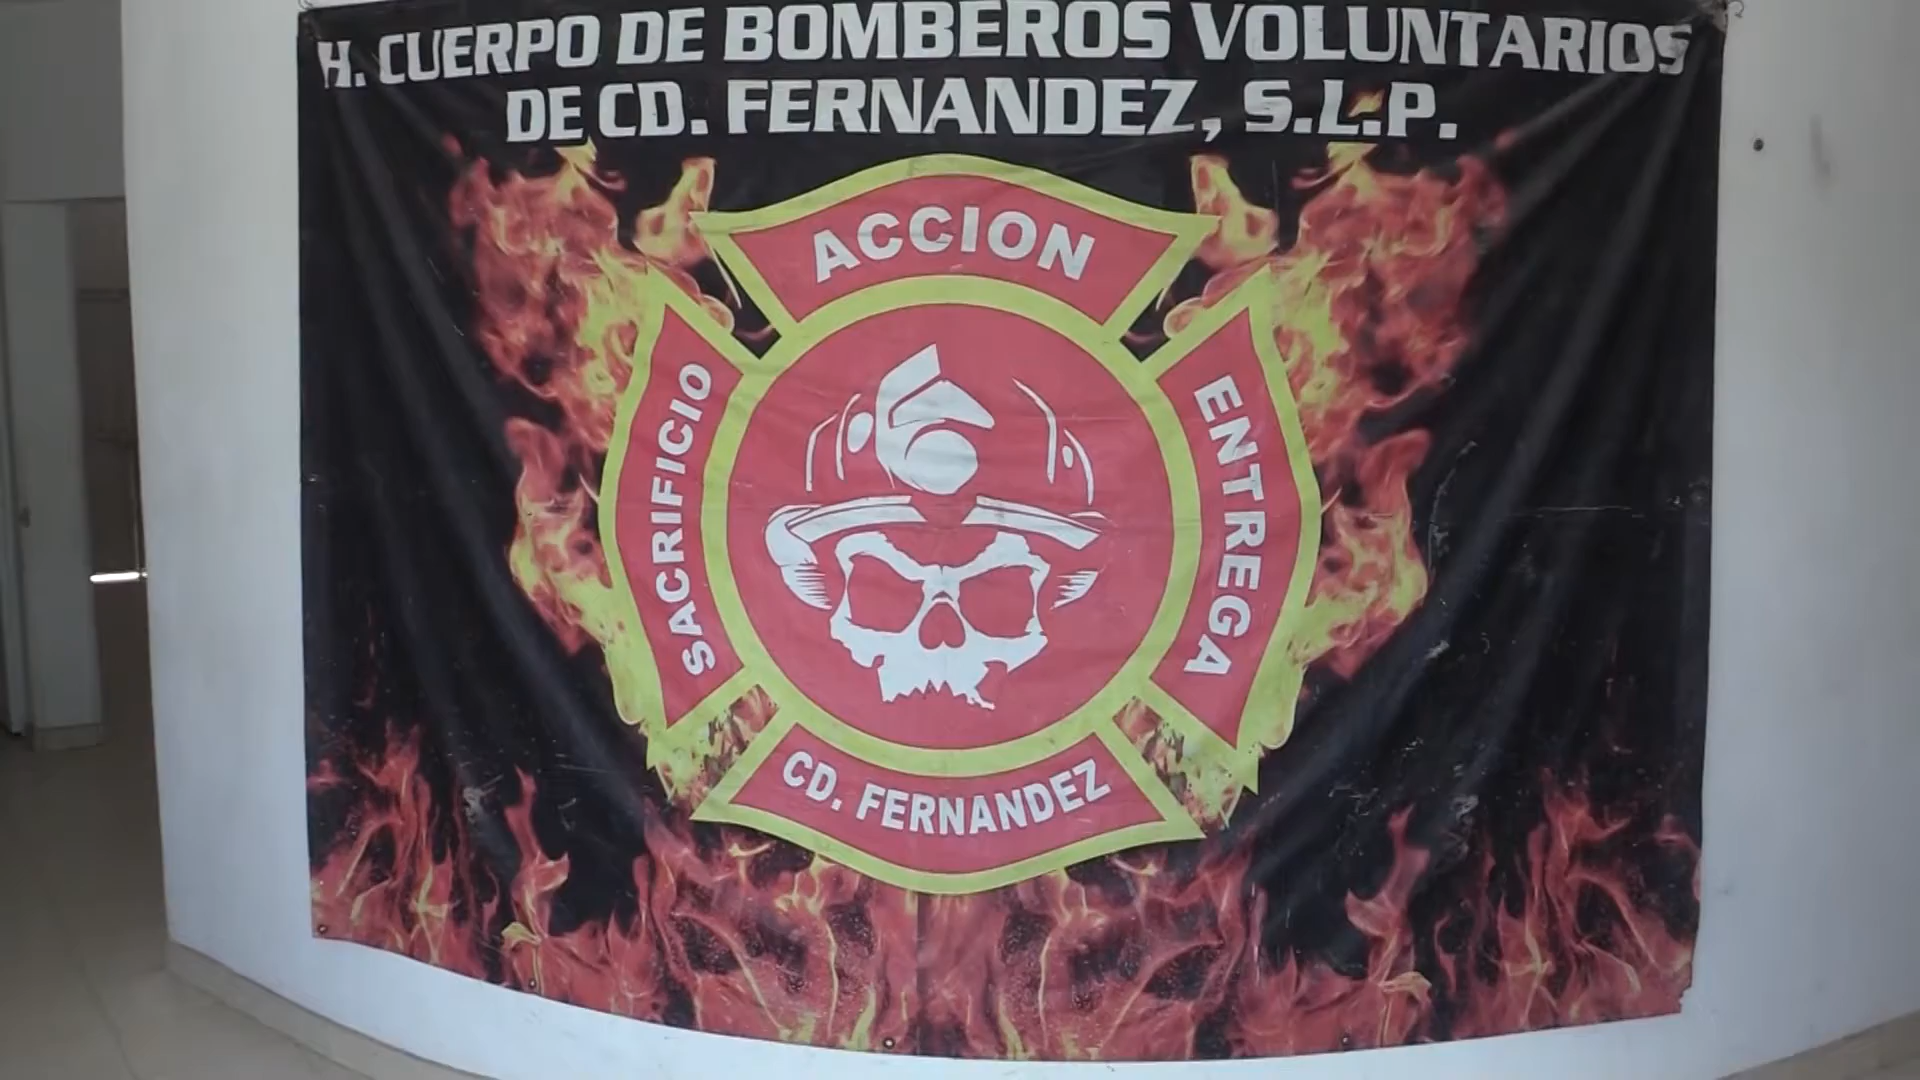 H. CUERPO DE BOMBEROS VOLUNTARIOS
DE CD. FERNANDEZ, S.L.P.
ACCION
SACRIFICIO
ENTREGA
CD. FERNANDEZ